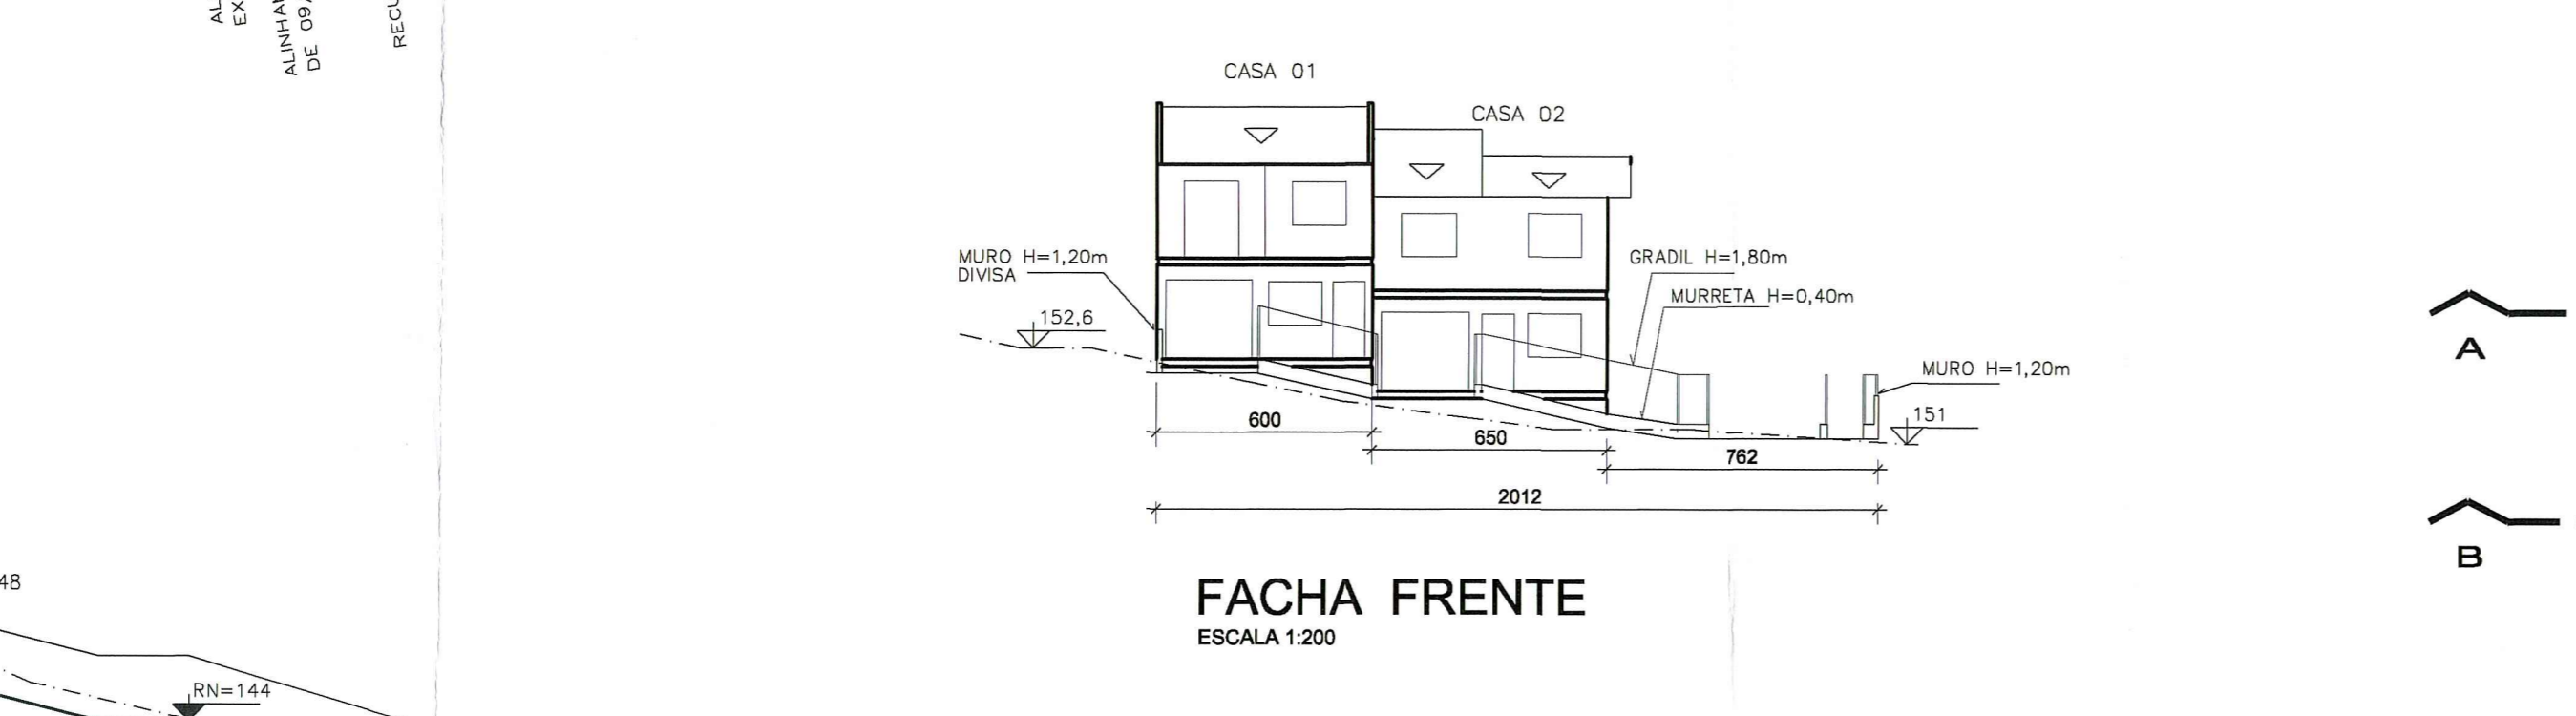 CASA 01
CASA 02
MURO H=1,20m
DIVISA
152,6
GRADIL H=1,80m
MURRETA H=0,40m
MURO H=1,20m
151
600
650
762
2012
FACHA FRENTE
ESCALA 1:200
A
B
DE 09
48
RN=144